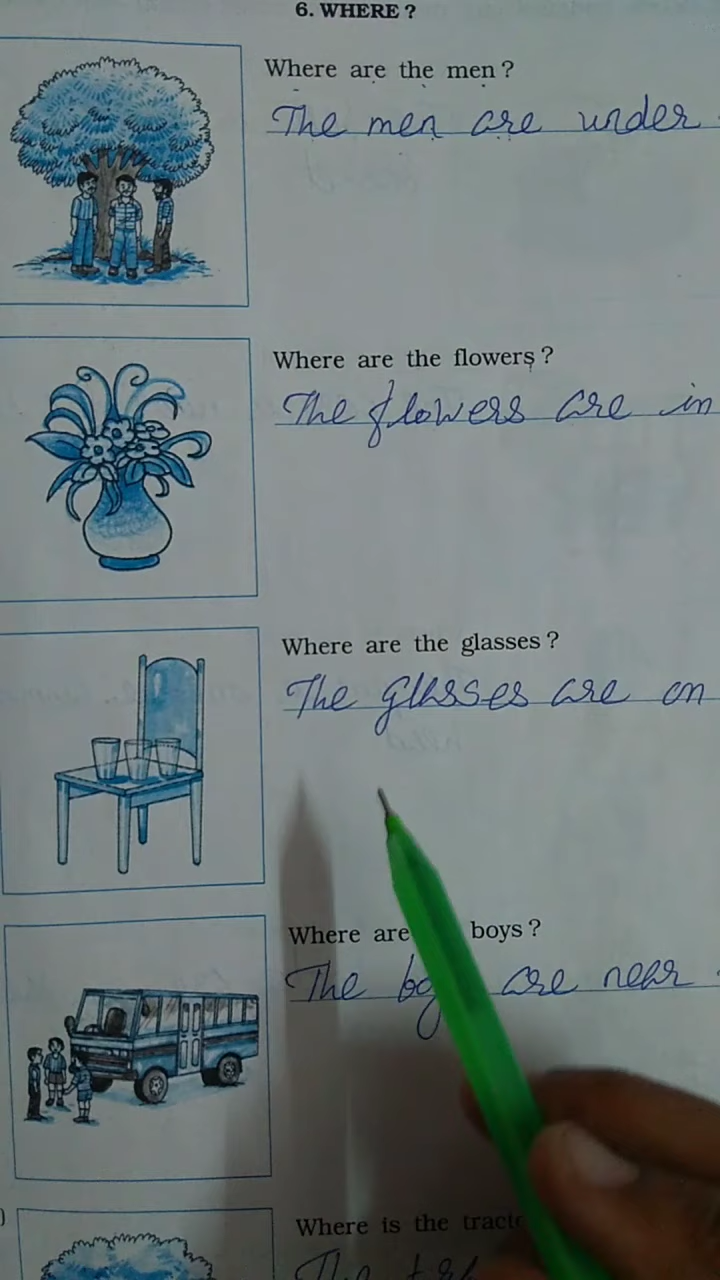 6. WHERE ?
Where are the men ?
The men are under
Where are the flowers ?
The flowers are in
Where are the glasses ?
The glasses are on
Where are boys ?
The are near
)
Where is the
The